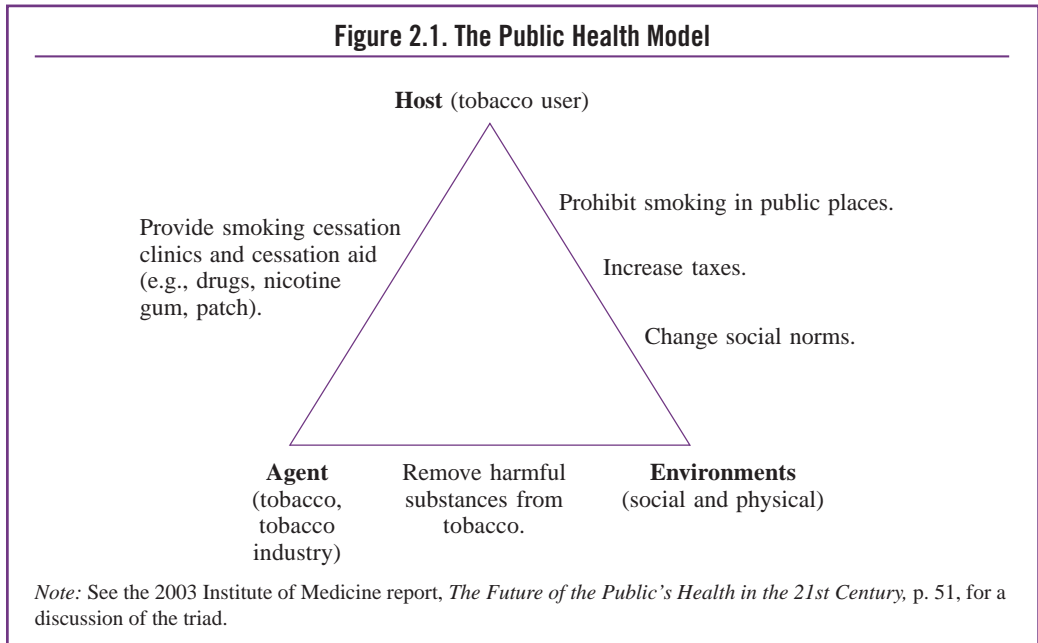 Figure 2.1. The Public Health Model
Host (tobacco user)
Provide smoking cessation
clinics and cessation aid
(e.g., drugs, nicotine
gum, patch).
Prohibit smoking in public places.
Increase taxes.
Change social norms.
Agent
(tobacco,
tobacco
industry)
Remove harmful
substances from
tobacco.
Environments
(social and physical)
Note: See the 2003 Institute of Medicine report, The Future of the Public's Health in the 21st Century, p. 51, for a
discussion of the triad.